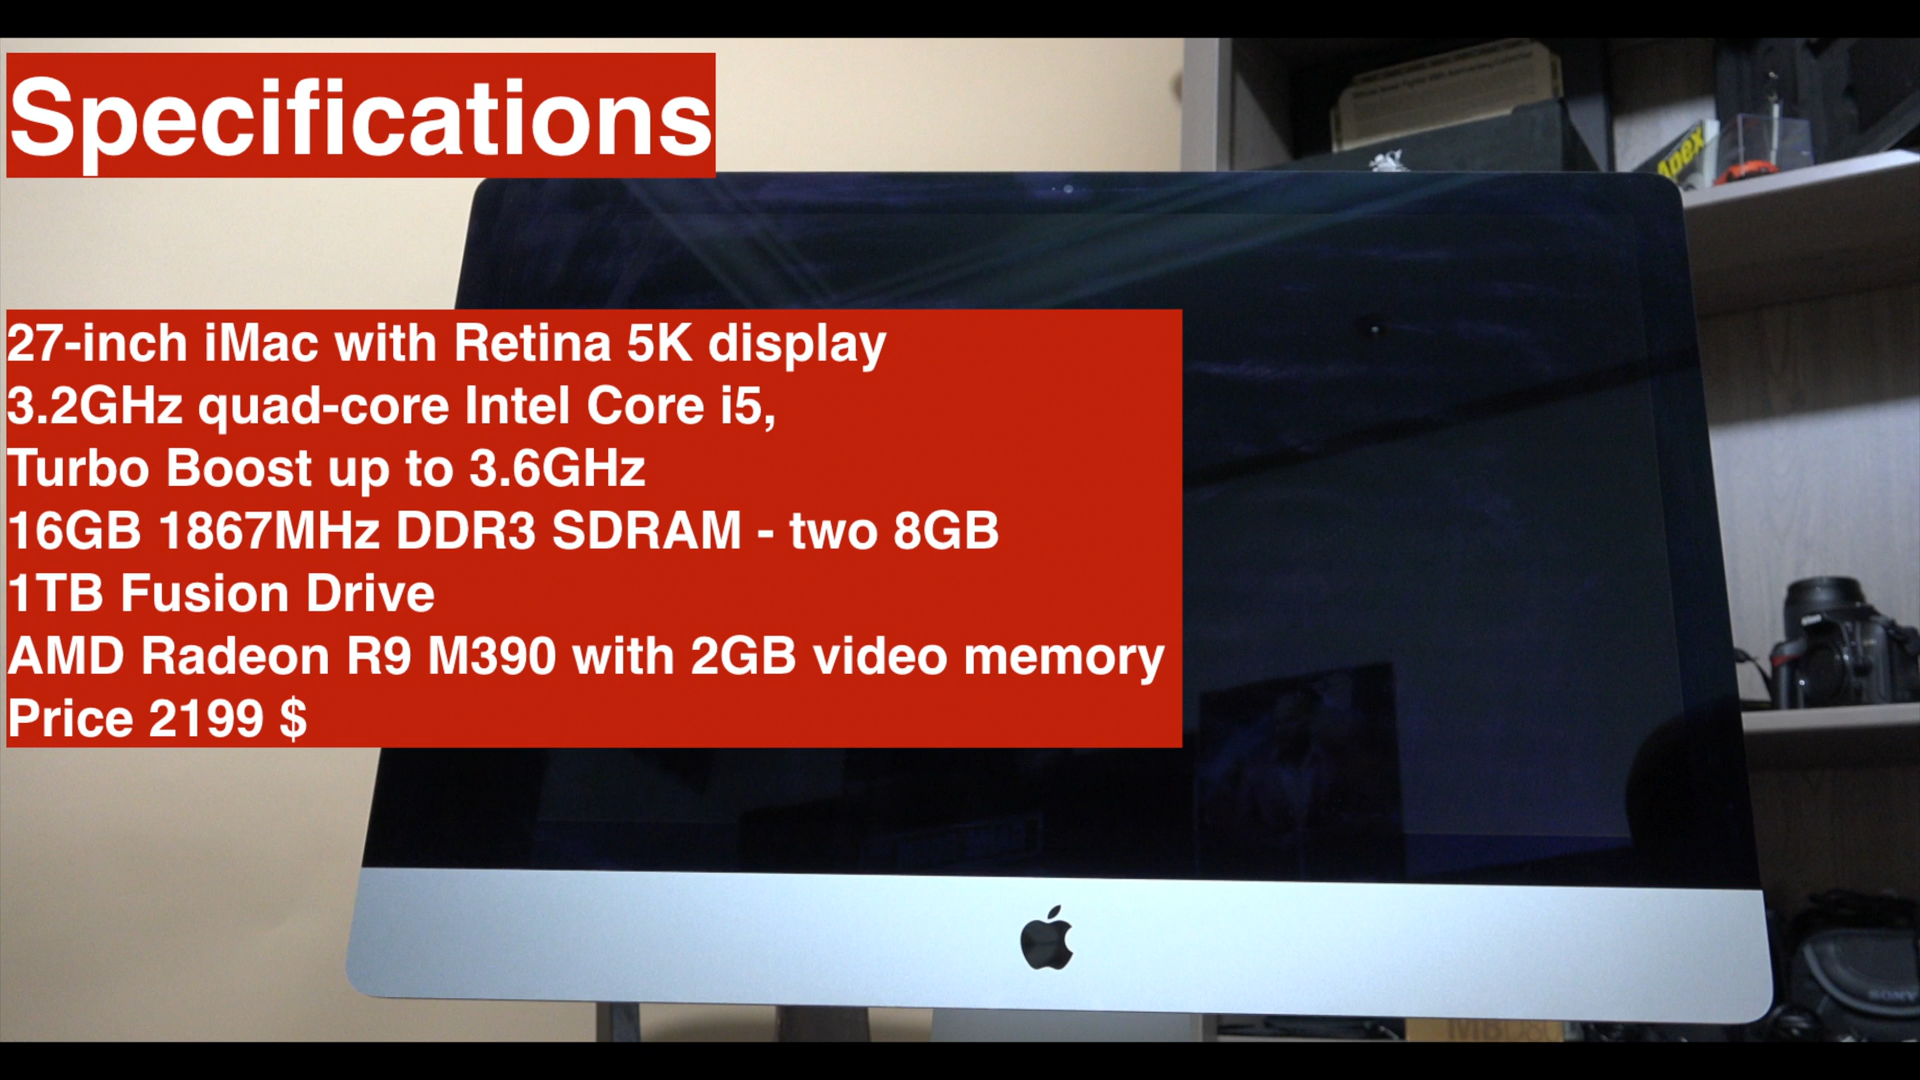 Specifications
Apex
27-inch iMac with Retina 5K display
3.2GHz quad-core Intel Core i5,
Turbo Boost up to 3.6GHz
16GB 1867MHz DDR3 SDRAM - two 8GB
1TB Fusion Drive
AMD Radeon R9 M390 with 2GB video memory
Price 2199 $
SONY